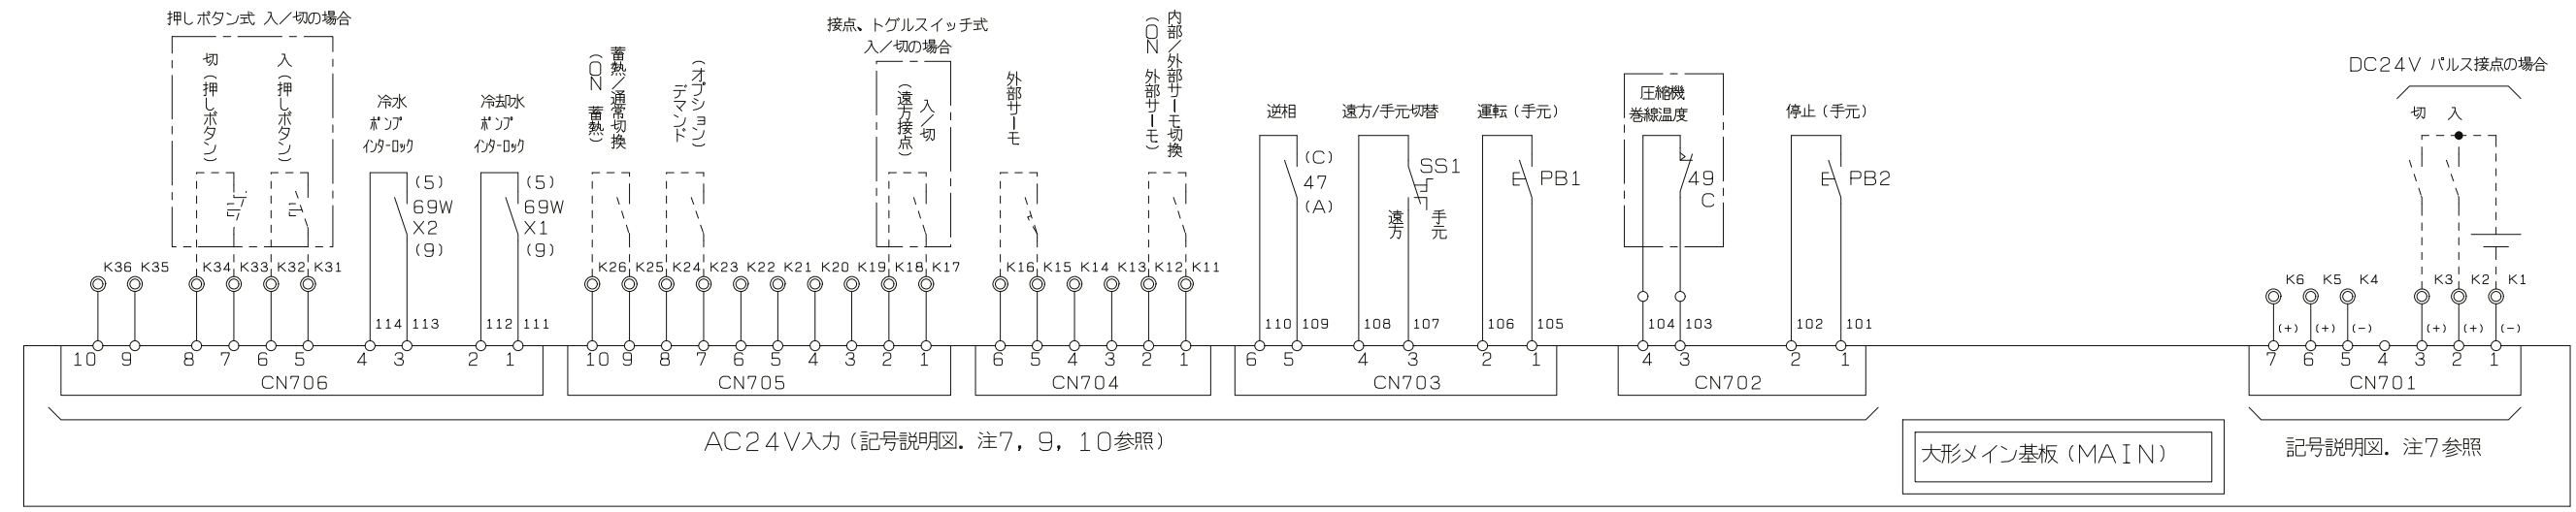 押しボタン式 入／切の場合
切（押しボタン）
入（押しボタン）
冷水
ポンプ
インターロック
冷却水
ポンプ
インターロック
蓄熱／通常切換
（ON 蓄熱）
（オプション）
デマンド
接点、トグルスイッチ式
入／切の場合
入／切
（遠方接点）
外部サーモ
内部／外部サーモ切換
（ON 外部サーモ）
逆相
遠方/手元切替
運転（手元）
圧縮機
巻線温度
停止（手元）
DC24V パルス接点の場合
切 入
(5)
69W
X2
(9)
(5)
69W
X1
(9)
(C)
47
(A)
SS1
遠方
手元
PB1
49
C
PB2
K36 K35 K34 K33 K32 K31 K26 K25 K24 K23 K22 K21 K20 K19 K18 K17 K16 K15 K14 K13 K12 K11
K6 K5 K4 K3 K2 K1
114 113 112 111 110 109 108 107 106 105 104 103 102 101
(+) (+) (-) (+) (+) (-)
10 9 8 7 6 5 4 3 2 1
CN706
10 9 8 7 6 5 4 3 2 1
CN705
6 5 4 3 2 1
CN704
6 5 4 3 2 1
CN703
4 3 2 1
CN702
7 6 5 4 3 2 1
CN701
AC24V入力（記号説明図．注7，9，10参照）
大形メイン基板（MAIN）
記号説明図．注7参照